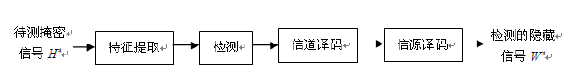 待测掩密
信号 H^a
特征提取
检测
信道译码
信源译码
检测的隐藏
信号 W^a